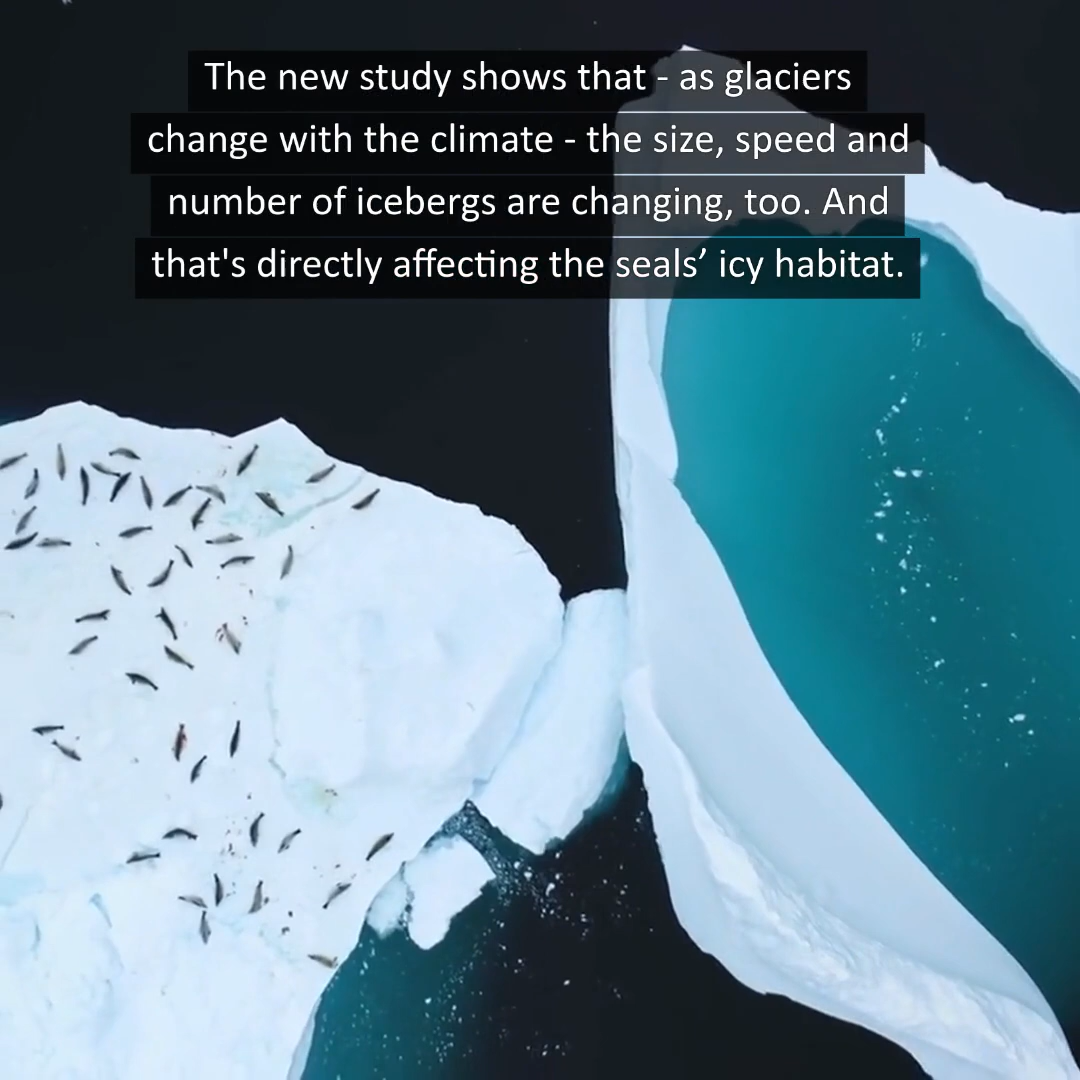 The new study shows that - as glaciers
change with the climate - the size, speed and
number of icebergs are changing, too. And
that's directly affecting the seals’ icy habitat.